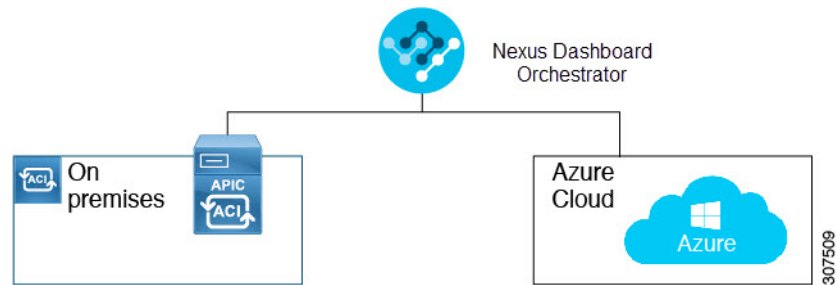 Nexus Dashboard
Orchestrator
ACI
On
premises
APIC
ACI
Azure
Cloud
Azure
307509